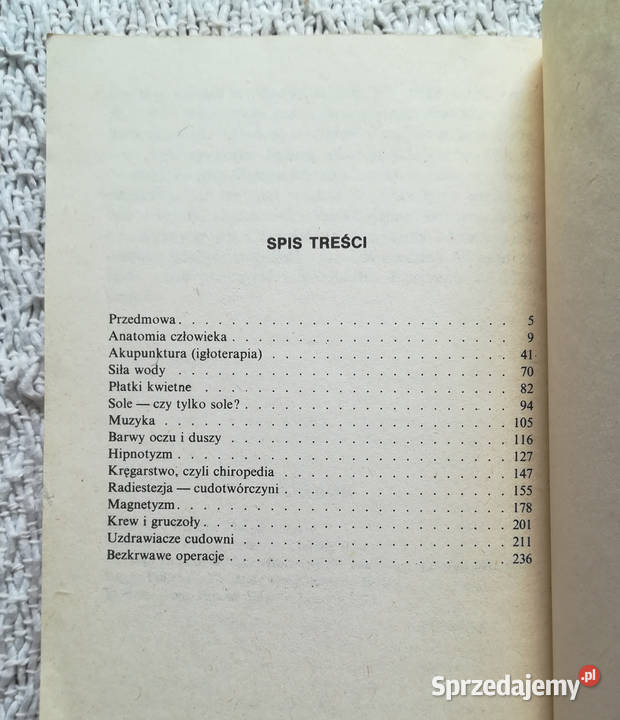 SPIS TREŚCI
Przedmowa . . . . . . . . . . . . . . . . . . . . . . . . . . 5
Anatomia człowieka . . . . . . . . . . . . . . . . . . . . . . 9
Akupunktura (igłoterapia) . . . . . . . . . . . . . . . . . . . 41
Siła wody . . . . . . . . . . . . . . . . . . . . . . . . . . 70
Płatki kwietne . . . . . . . . . . . . . . . . . . . . . . . . 82
Sole — czy tylko sole? . . . . . . . . . . . . . . . . . . . . . 94
Muzyka . . . . . . . . . . . . . . . . . . . . . . . . . . . 105
Barwy oczu i duszy . . . . . . . . . . . . . . . . . . . . . . 116
Hipnotyzm . . . . . . . . . . . . . . . . . . . . . . . . . . 127
Kręgarstwo, czyli chiropedia . . . . . . . . . . . . . . . . . . 147
Radiestezja — cudotwórczyni . . . . . . . . . . . . . . . . . . 155
Magnetyzm . . . . . . . . . . . . . . . . . . . . . . . . . . 178
Krew i gruczoły . . . . . . . . . . . . . . . . . . . . . . . . 201
Uzdrawiacze cudowni . . . . . . . . . . . . . . . . . . . . . 211
Bezkrwawe operacje . . . . . . . . . . . . . . . . . . . . . . 236
Sprzedajemy.pl